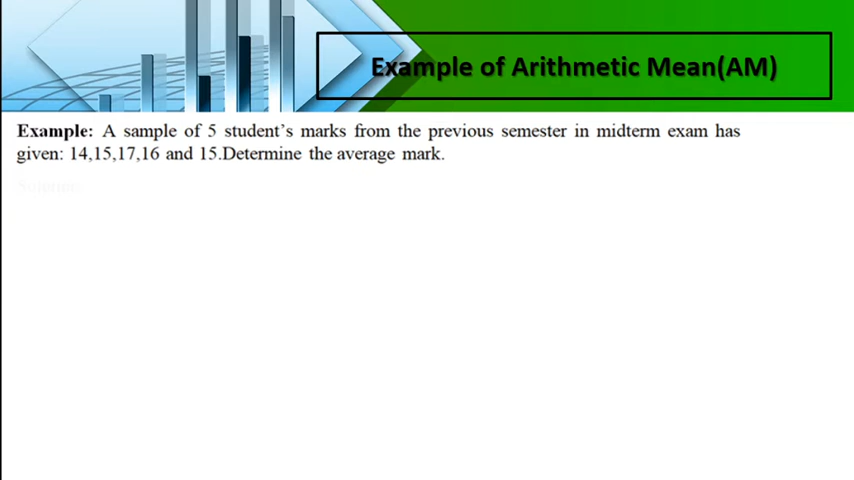 Example of Arithmetic Mean(AM)
Example: A sample of 5 student’s marks from the previous semester in midterm exam has
given: 14,15,17,16 and 15.Determine the average mark.